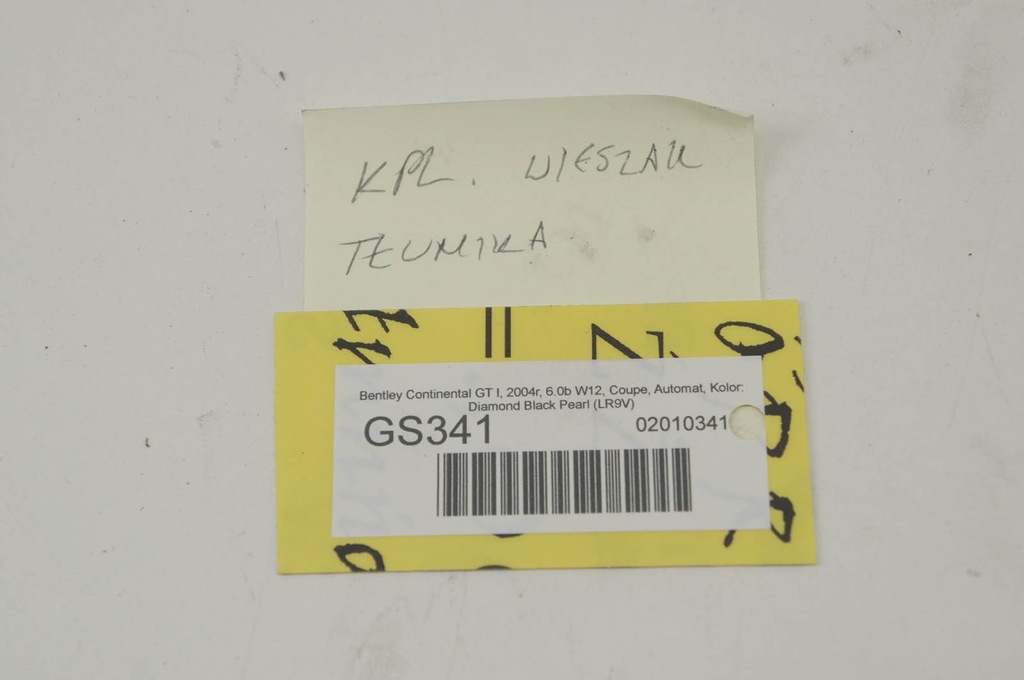 KPL. WIESZAK
TŁUMIKA
Bentley Continental GT I, 2004r, 6.0b W12, Coupe, Automat, Kolor:
Diamond Black Pearl (LR9V)
GS341
02010341